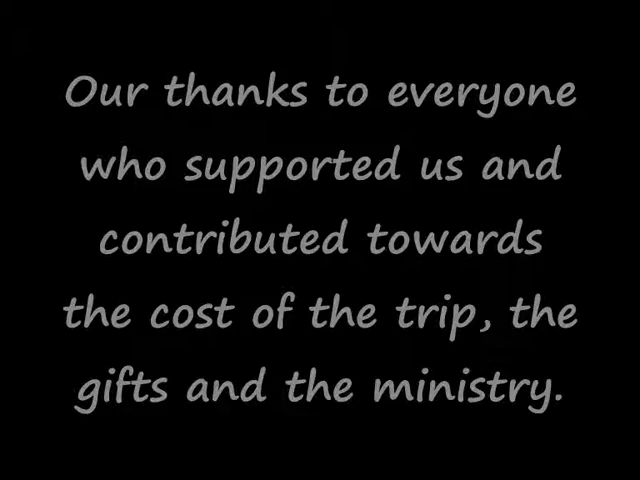 Our thanks to everyone
who supported us and
contributed towards
the cost of the trip, the
gifts and the ministry.